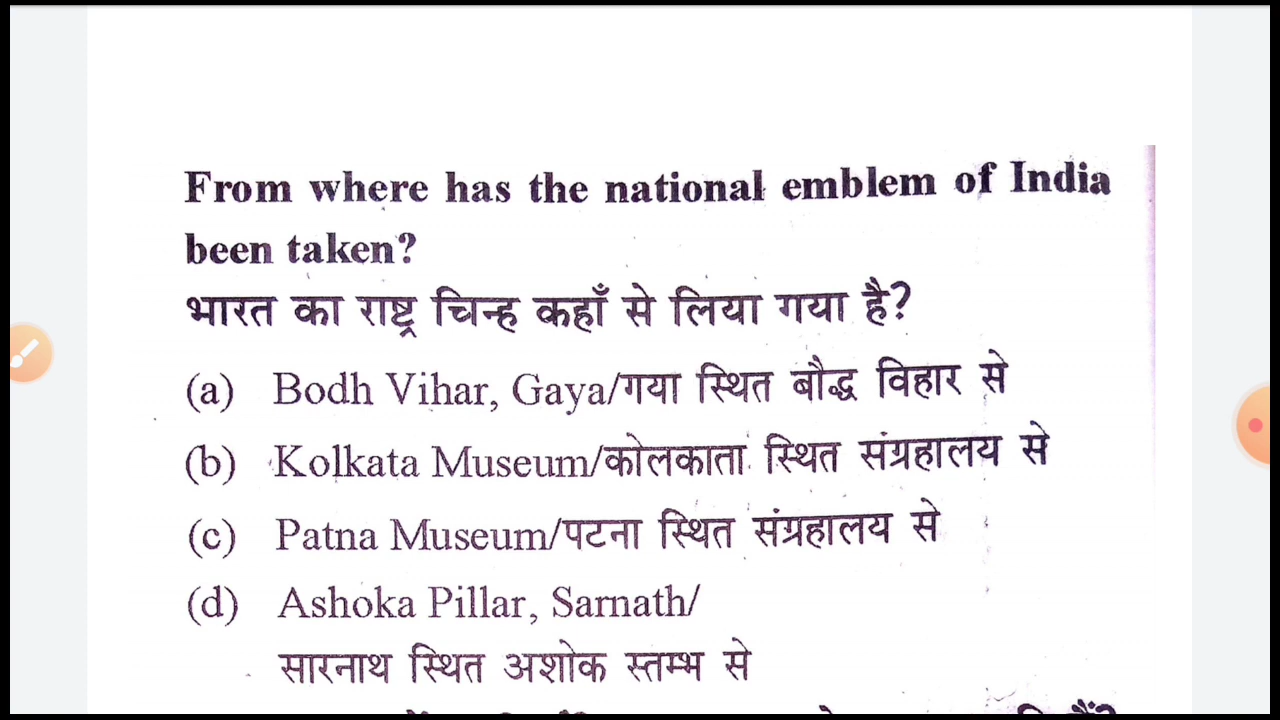 From where has the national emblem of India
been taken?
भारत का राष्ट्र चिन्ह कहाँ से लिया गया है?
(a) Bodh Vihar, Gaya/गया स्थित बौद्ध विहार से
(b) Kolkata Museum/कोलकाता स्थित संग्रहालय से
(c) Patna Museum/पटना स्थित संग्रहालय से
(d) Ashoka Pillar, Sarnath/
सारनाथ स्थित अशोक स्तम्भ से